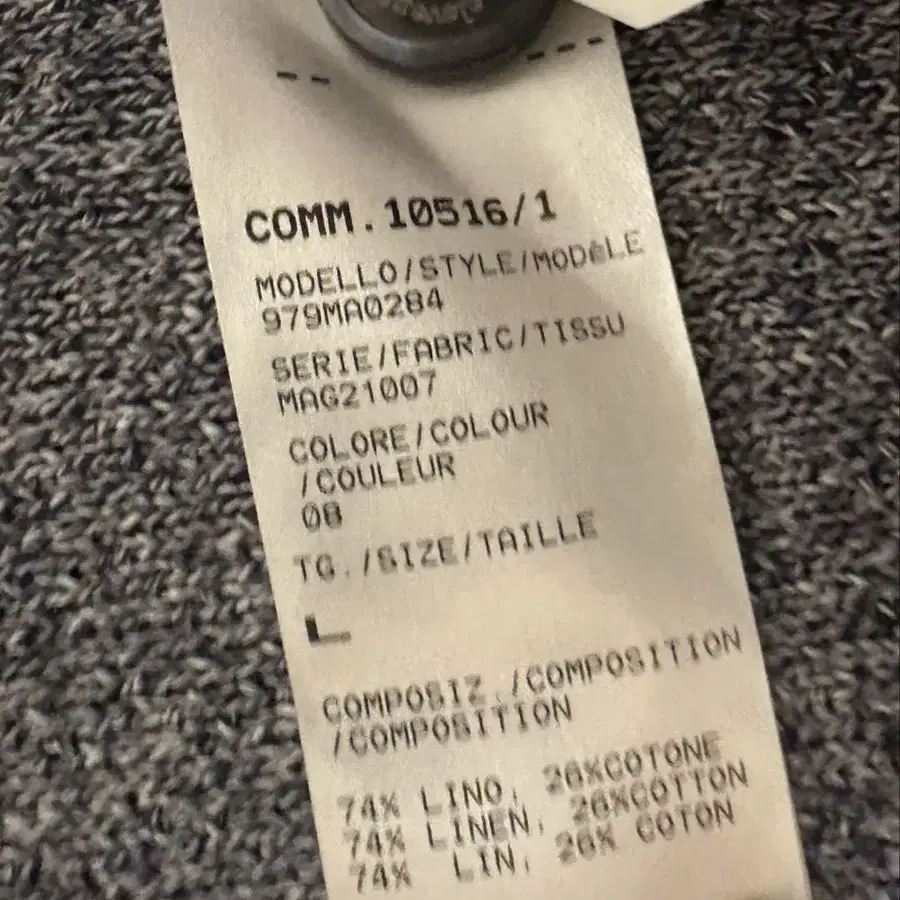 COMM.10516/1
MODELLO/STYLE/MODèLE
979MA0284
SERIE/FABRIC/TISSU
MAG21007
COLORE/COLOUR
/COULEUR
08
TG./SIZE/TAILLE
L
COMPOSIZ./COMPOSITION
/COMPOSITION
74% LINO, 26%COTONE
74% LINEN, 26%COTTON
74% LIN, 26% COTON